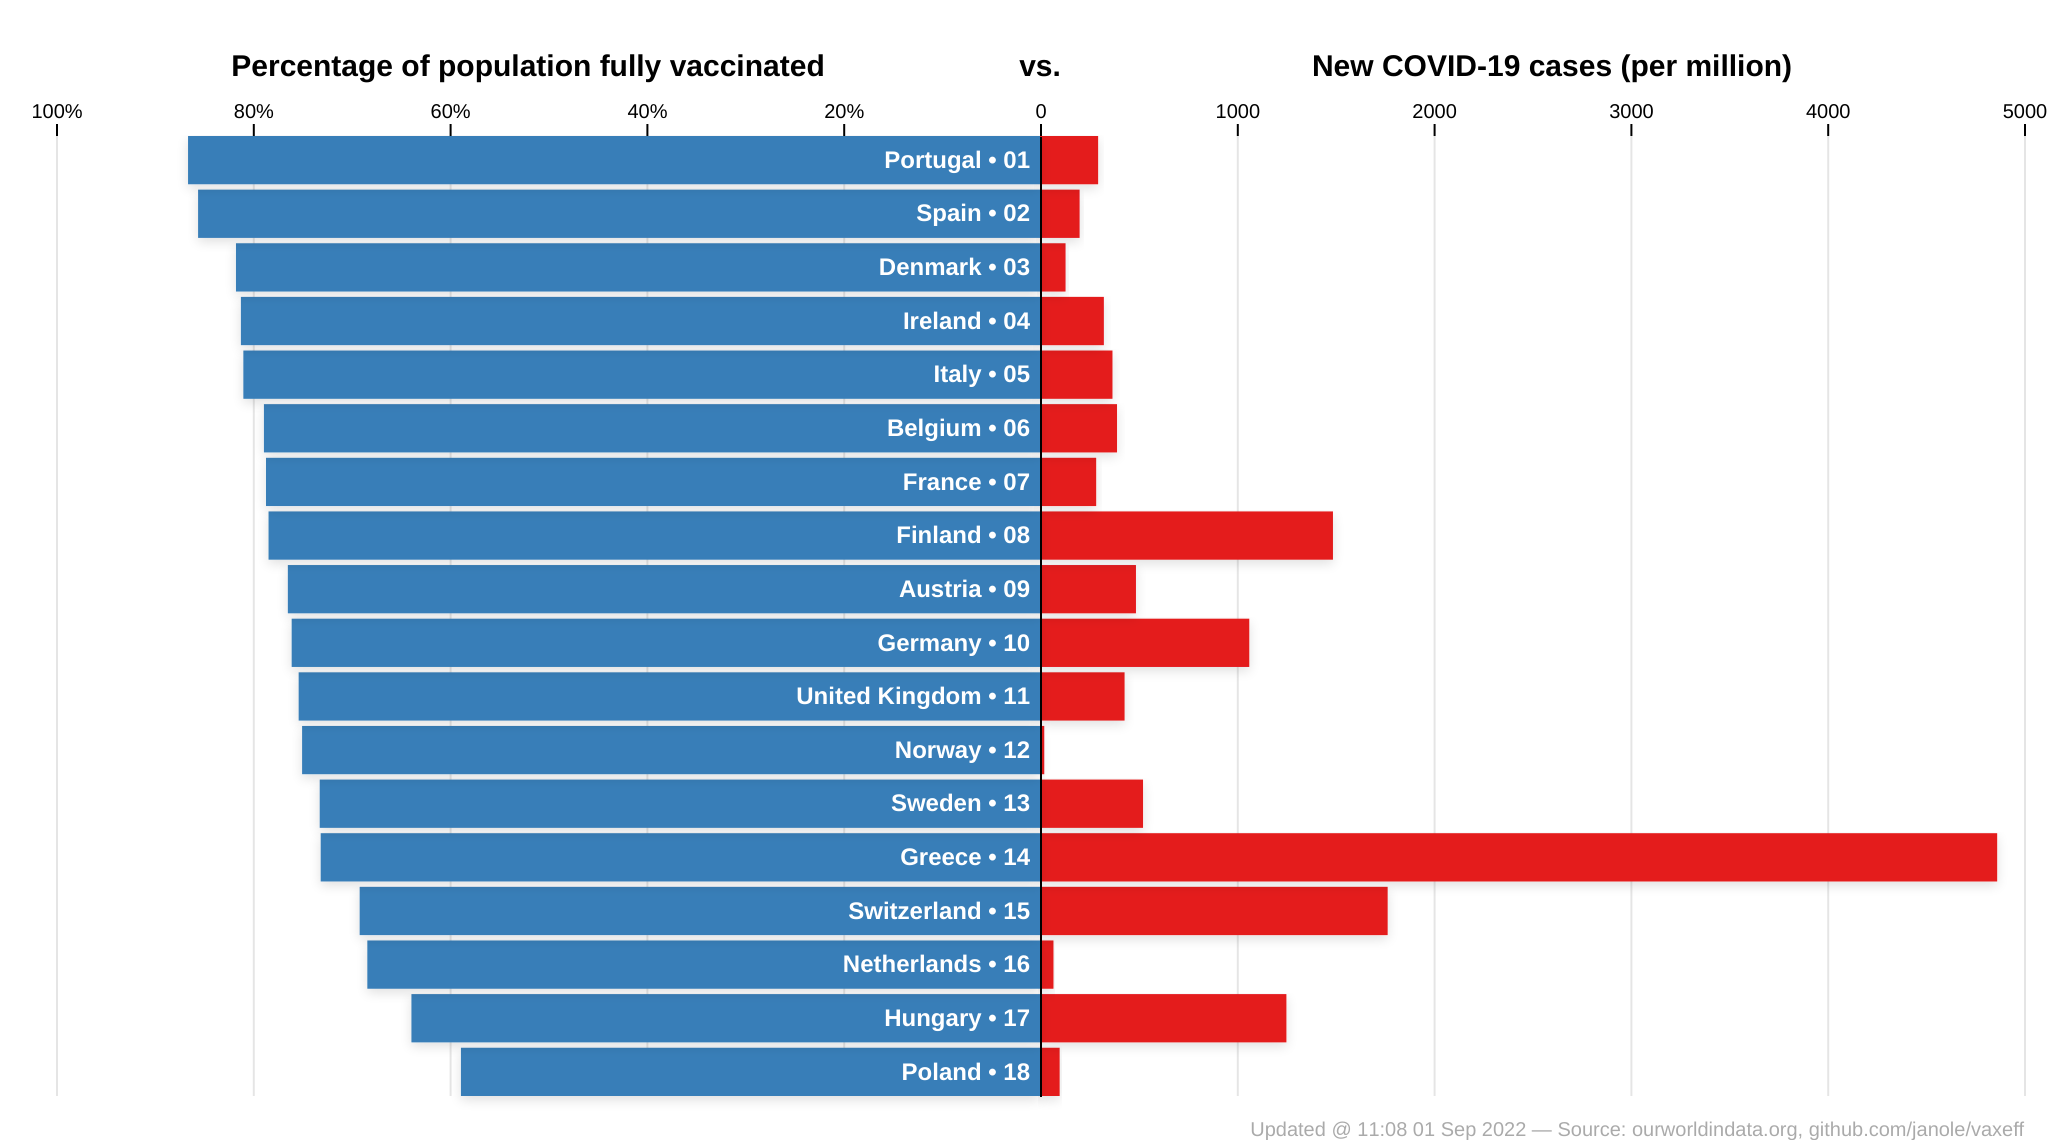 Percentage of population fully vaccinated vs. New COVID-19 cases (per million)
100% 80% 60% 40% 20% 0 1000 2000 3000 4000 5000
Portugal • 01
Spain • 02
Denmark • 03
Ireland • 04
Italy • 05
Belgium • 06
France • 07
Finland • 08
Austria • 09
Germany • 10
United Kingdom • 11
Norway • 12
Sweden • 13
Greece • 14
Switzerland • 15
Netherlands • 16
Hungary • 17
Poland • 18
Updated @ 11:08 01 Sep 2022 — Source: ourworldindata.org, github.com/janole/vaxeff